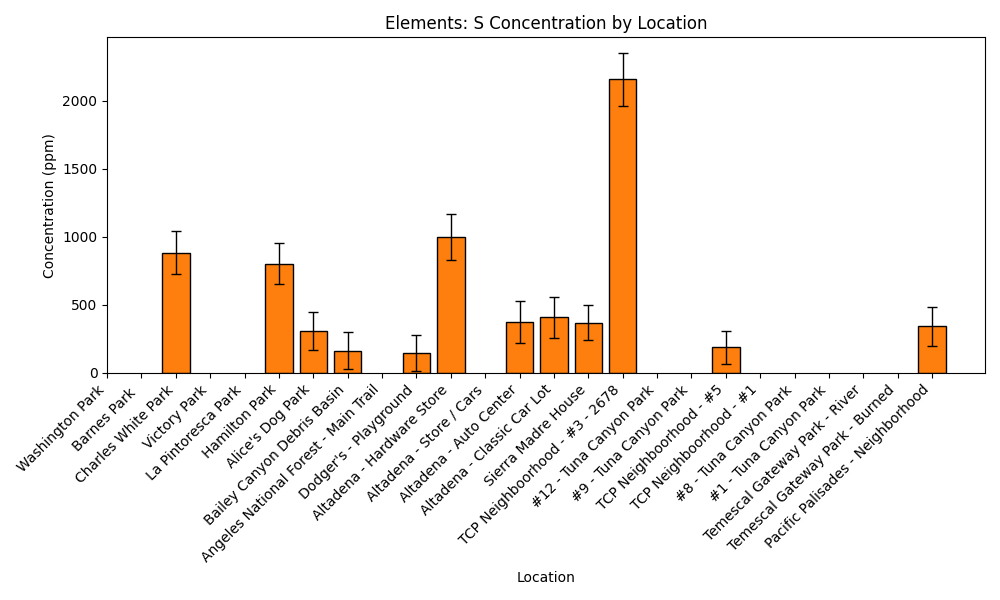 Elements: S Concentration by Location
Concentration (ppm)
2000
1500
1000
500
0
Washington Park
Barnes Park
Charles White Park
Victory Park
La Pintoresca Park
Hamilton Park
Alice's Dog Park
Bailey Canyon Debris Basin
Angeles National Forest - Main Trail
Dodger's - Playground
Altadena - Hardware Store
Altadena - Store / Cars
Altadena - Auto Center
Altadena - Classic Car Lot
Sierra Madre House
TCP Neighboorhood - #3 - 2678
#12 - Tuna Canyon Park
#9 - Tuna Canyon Park
TCP Neighborhood - #5
TCP Neighborhood - #1
#8 - Tuna Canyon Park
#1 - Tuna Canyon Park
Temescal Gateway Park - River
Temescal Gateway Park - Burned
Pacific Palisades - Neighborhood
Location